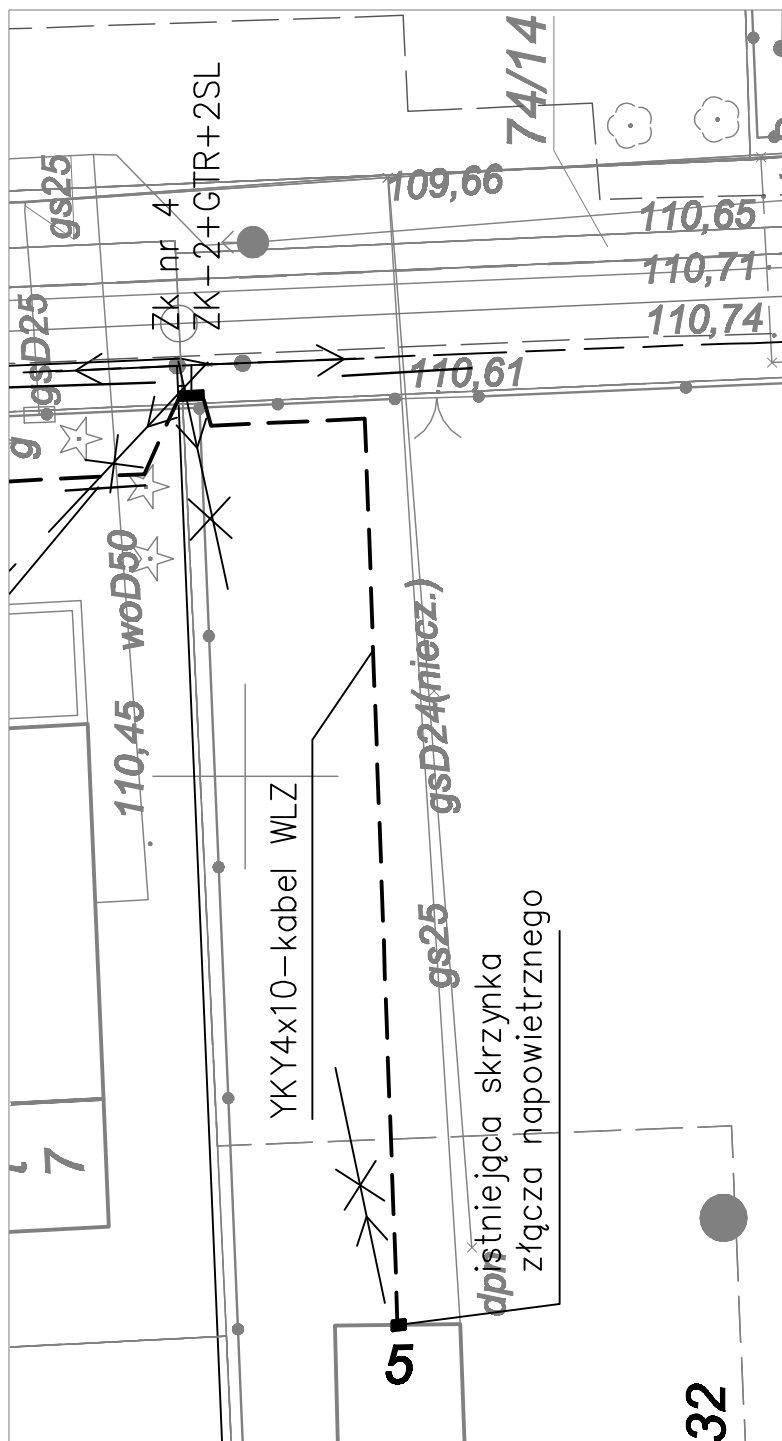 74/14
Zk nr 4
ZK-2+GTR+2SL
gs25
109,66
110,65
110,71
110,74
gsD25
110,61
g
woD50
gsD24(niecz.)
110,45
YKY4x10-kabel WLZ
gs25
istniejąca skrzynka
złącza napowietrznego
7
dpn
5
32